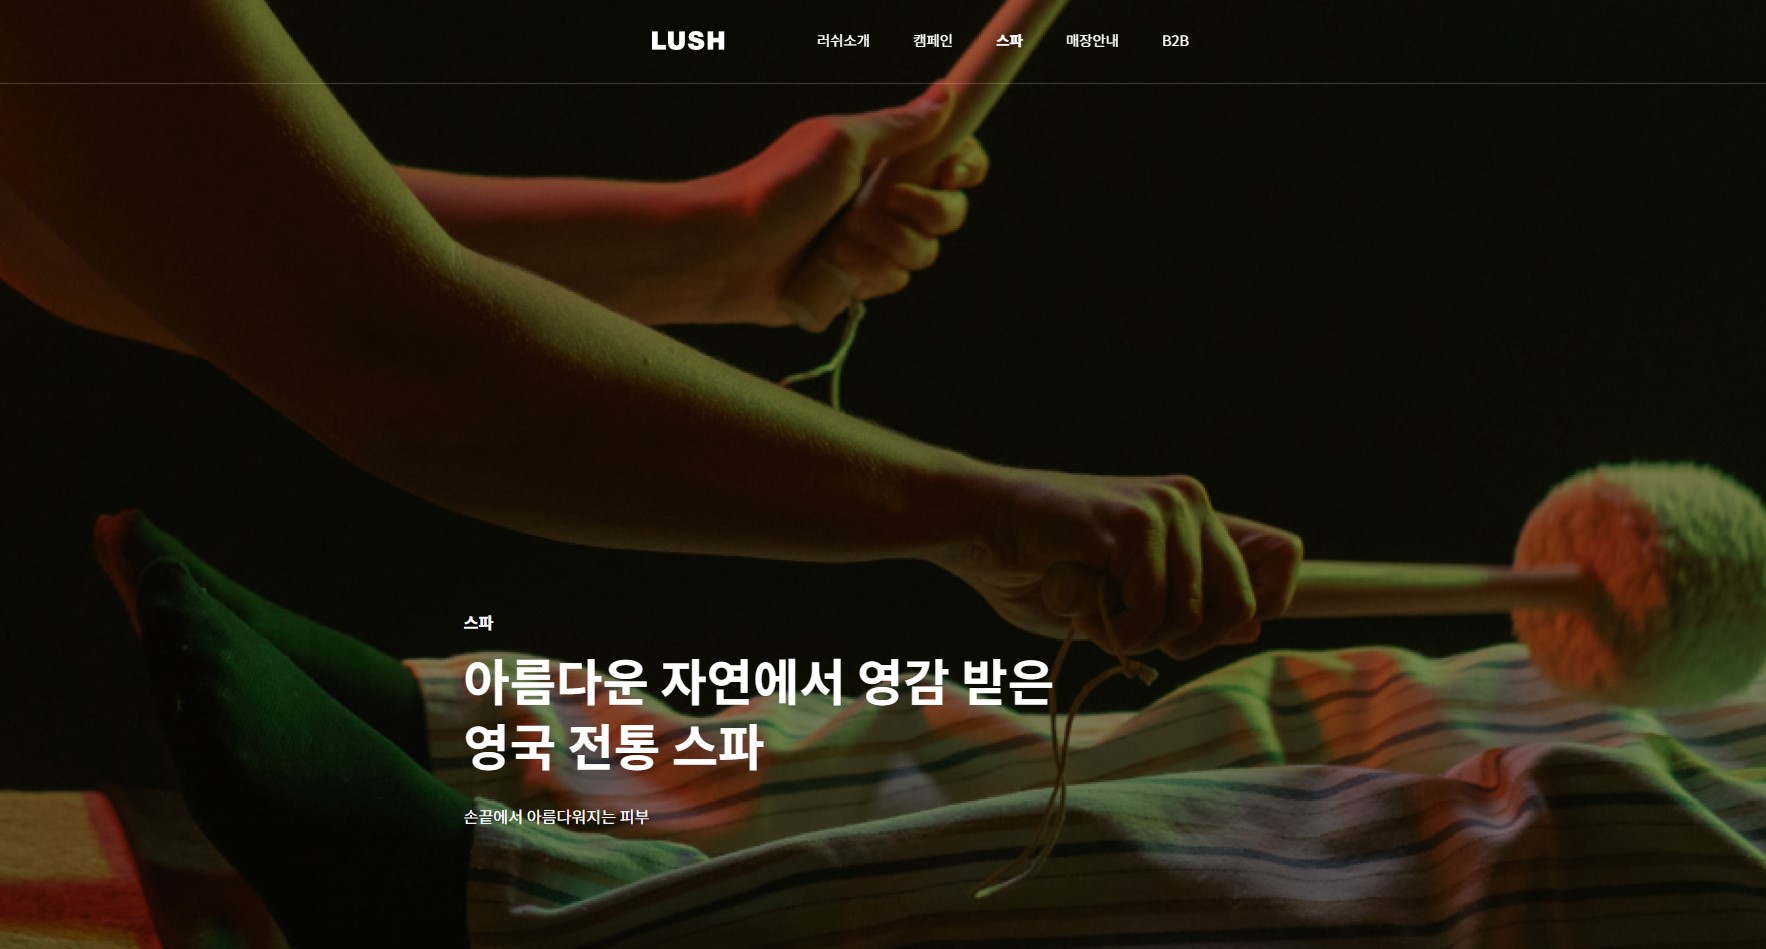 LUSH
러쉬소개
캠페인
스파
매장안내
B2B
스파
아름다운 자연에서 영감 받은
영국 전통 스파
손끝에서 아름다워지는 피부